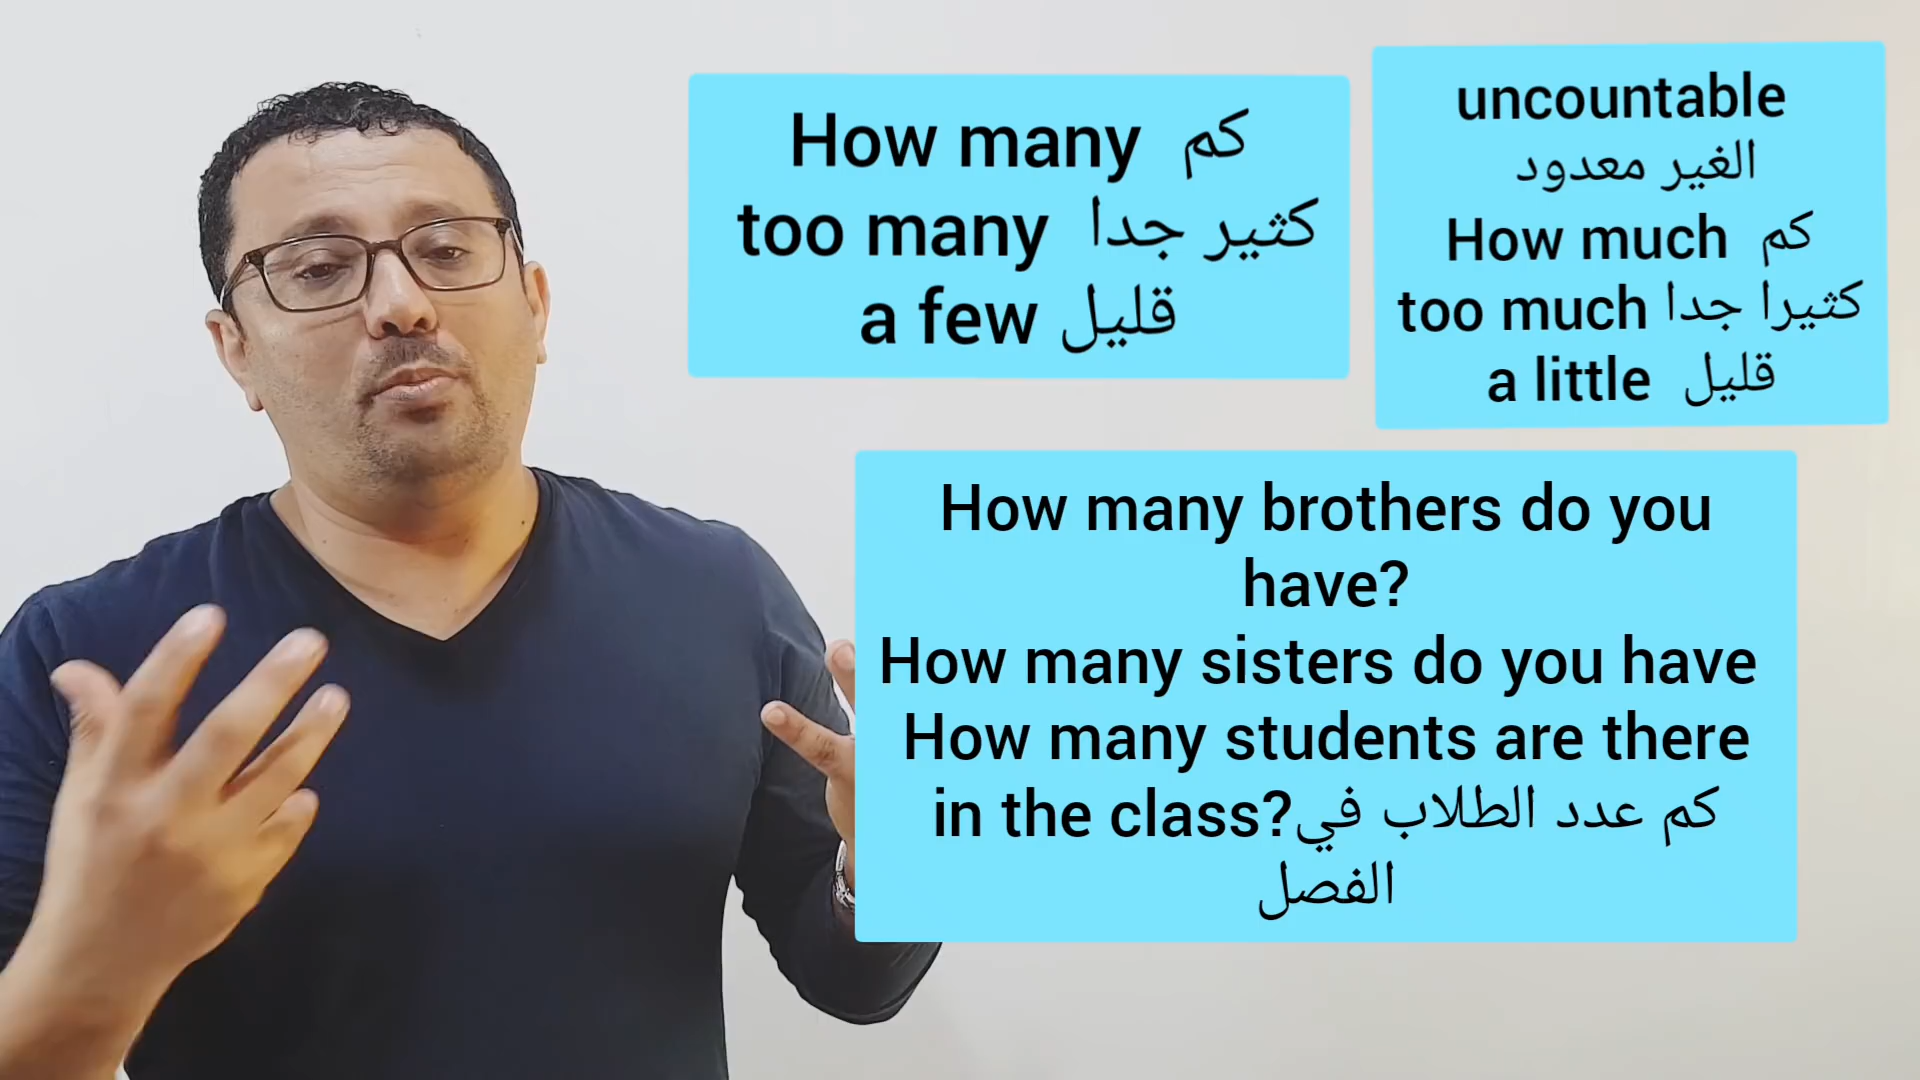 How many كم
too many كثير جدا
a few قليل
uncountable
الغير معدود
How much كم
too much كثيرا جدا
a little قليل
How many brothers do you
have?
How many sisters do you have
How many students are there
in the class?كم عدد الطلاب في
الفصل